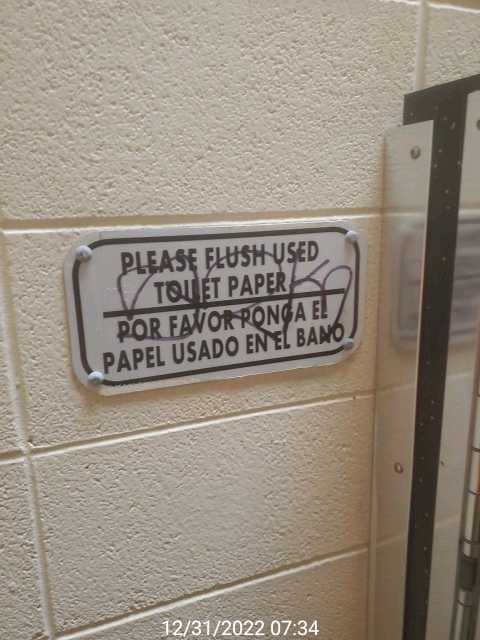 PLEASE FLUSH USED
TOILET PAPER
POR FAVOR PONGA EL
PAPEL USADO EN EL BANO
12/31/2022 07:34